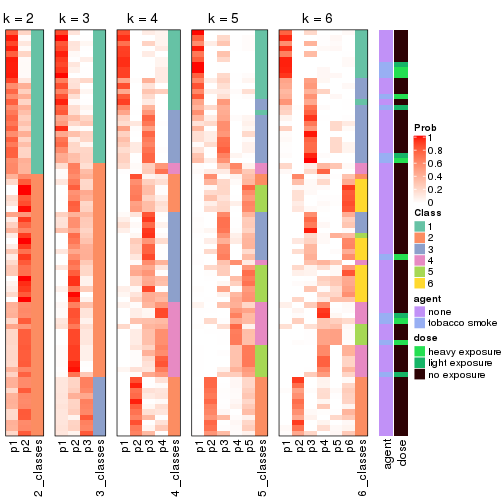 k = 2
k = 3
k = 4
k = 5
k = 6
Prob
1
0.8
0.6
0.4
0.2
0
Class
1
2
3
4
5
6
agent
none
tobacco smoke
dose
heavy exposure
light exposure
no exposure
p1
p2
2_classes
p1
p2
p3
3_classes
p1
p2
p3
p4
4_classes
p1
p2
p3
p4
p5
5_classes
p1
p2
p3
p4
p5
p6
6_classes
agent
dose